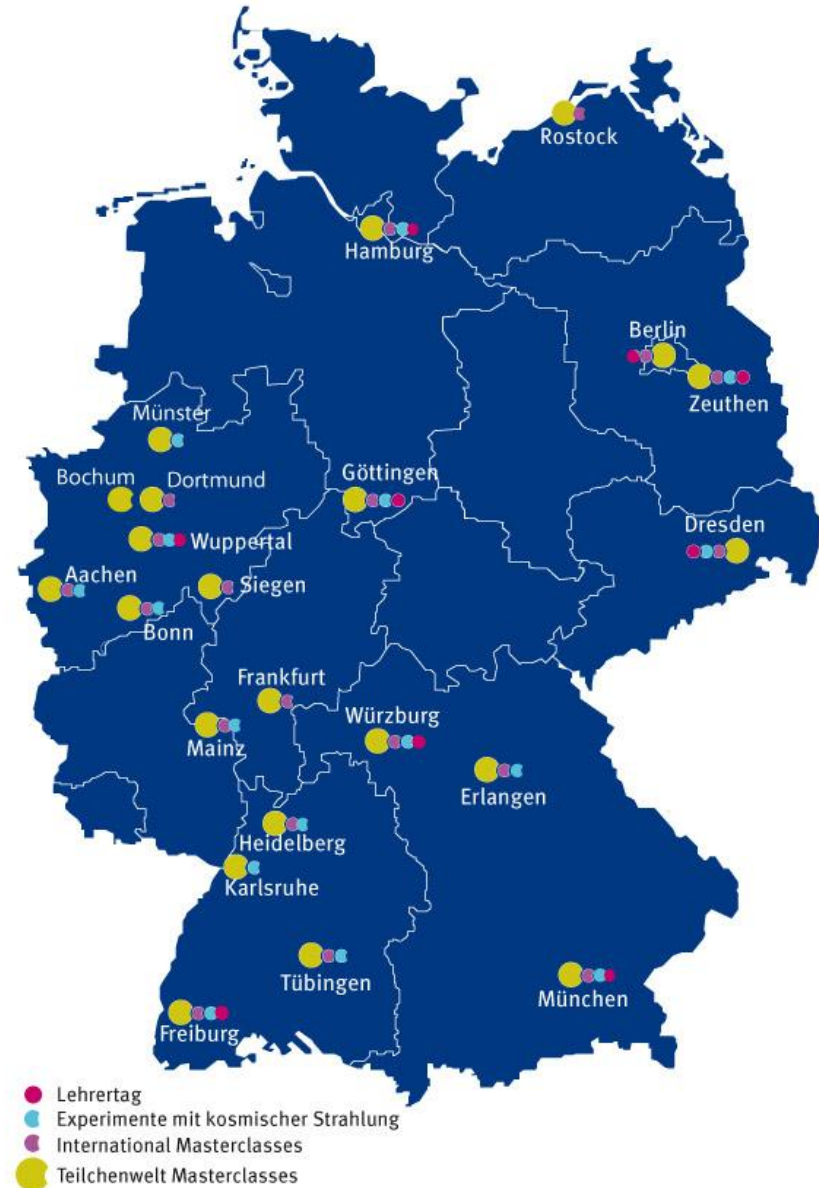 Rostock
Hamburg
Berlin
Zeuthen
Münster
Bochum
Dortmund
Göttingen
Wuppertal
Dresden
Aachen
Siegen
Bonn
Frankfurt
Würzburg
Mainz
Erlangen
Heidelberg
Karlsruhe
Tübingen
München
Freiburg
Lehrertag
Experimente mit kosmischer Strahlung
International Masterclasses
Teilchenwelt Masterclasses